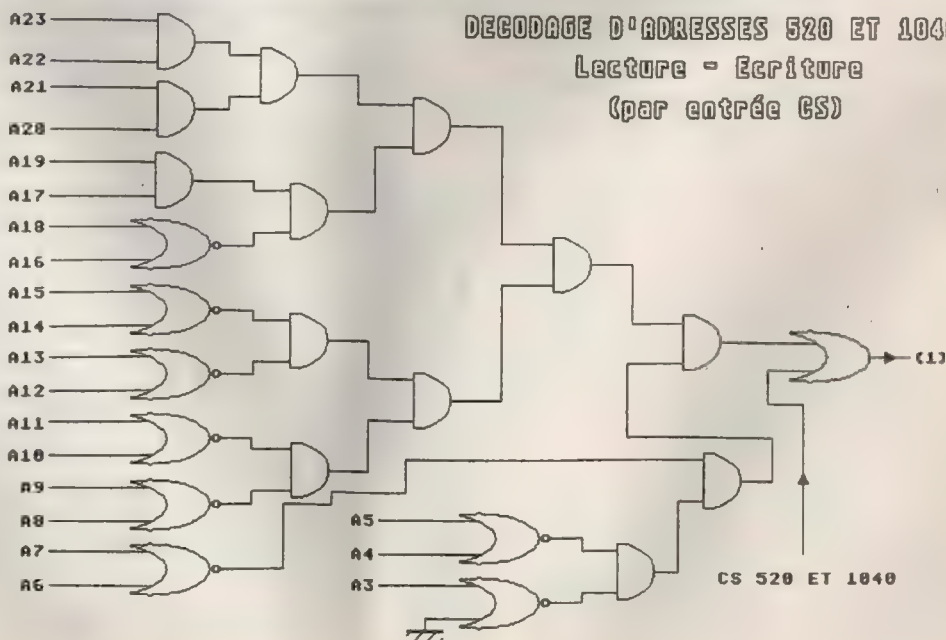 DECODAGE D'ADRESSES 520 ET 104
Lecture - Ecriture
(par entrée CS)
A23
A22
A21
A20
A19
A17
A18
A16
A15
A14
A13
A12
A11
A10
A9
A8
A7
A6
A5
A4
A3
(1)
CS 520 ET 1040